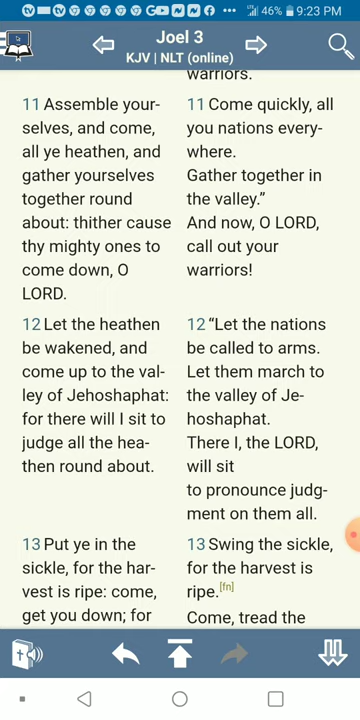 46% 9:23 PM
Joel 3
KJV | NLT (online)
warriors.
11 Assemble your-
selves, and come,
all ye heathen, and
gather yourselves
together round
about: thither cause
thy mighty ones to
come down, O
LORD.
12 Let the heathen
be wakened, and
come up to the val-
ley of Jehoshaphat:
for there will I sit to
judge all the hea-
then round about.
13 Put ye in the
sickle, for the har-
vest is ripe: come,
get you down; for
11 Come quickly, all
you nations every-
where.
Gather together in
the valley.”
And now, O LORD,
call out your
warriors!
12 “Let the nations
be called to arms.
Let them march to
the valley of Je-
hoshaphat.
There I, the LORD,
will sit
to pronounce judg-
ment on them all.
13 Swing the sickle,
for the harvest is
ripe.[fn]
Come, tread the